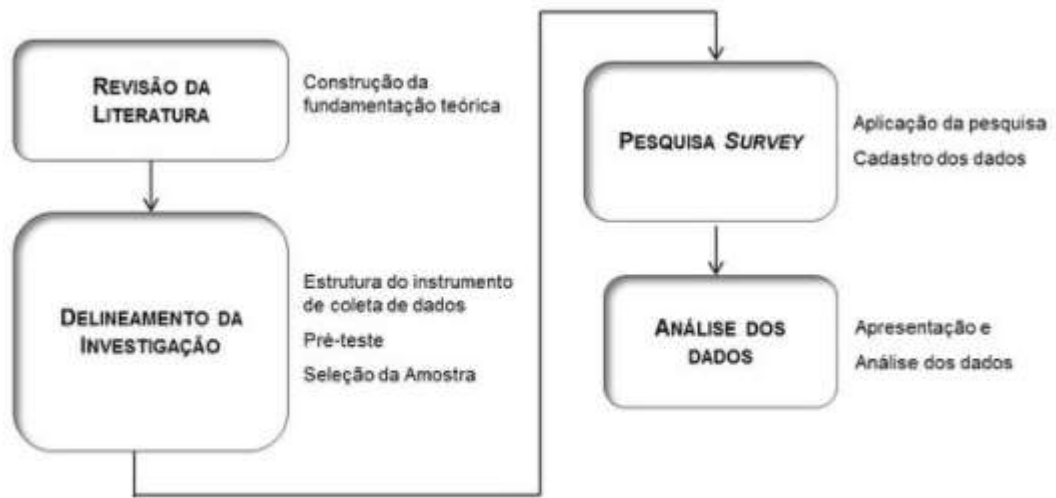 REVISÃO DA
LITERATURA
Construção da
fundamentação teórica
DELINEAMENTO DA
INVESTIGAÇÃO
Estrutura do instrumento
de coleta de dados
Pré-teste
Seleção da Amostra
PESQUISA SURVEY
Aplicação da pesquisa
Cadastro dos dados
ANÁLISE DOS
DADOS
Apresentação e
Análise dos dados